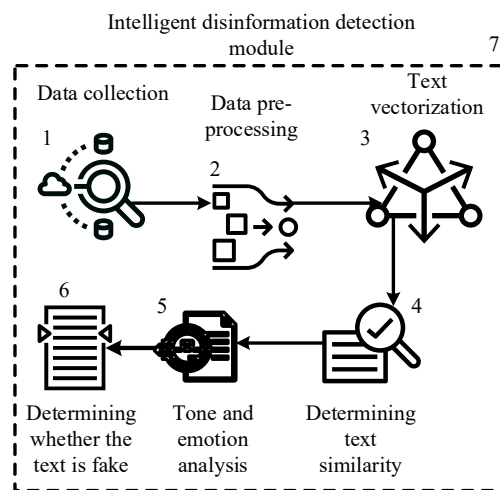 Intelligent disinformation detection
module
7
Data collection
Data pre-
processing
Text
vectorization
1
2
3
6
5
4
Determining
whether the
text is fake
Tone and
emotion
analysis
Determining
text
similarity